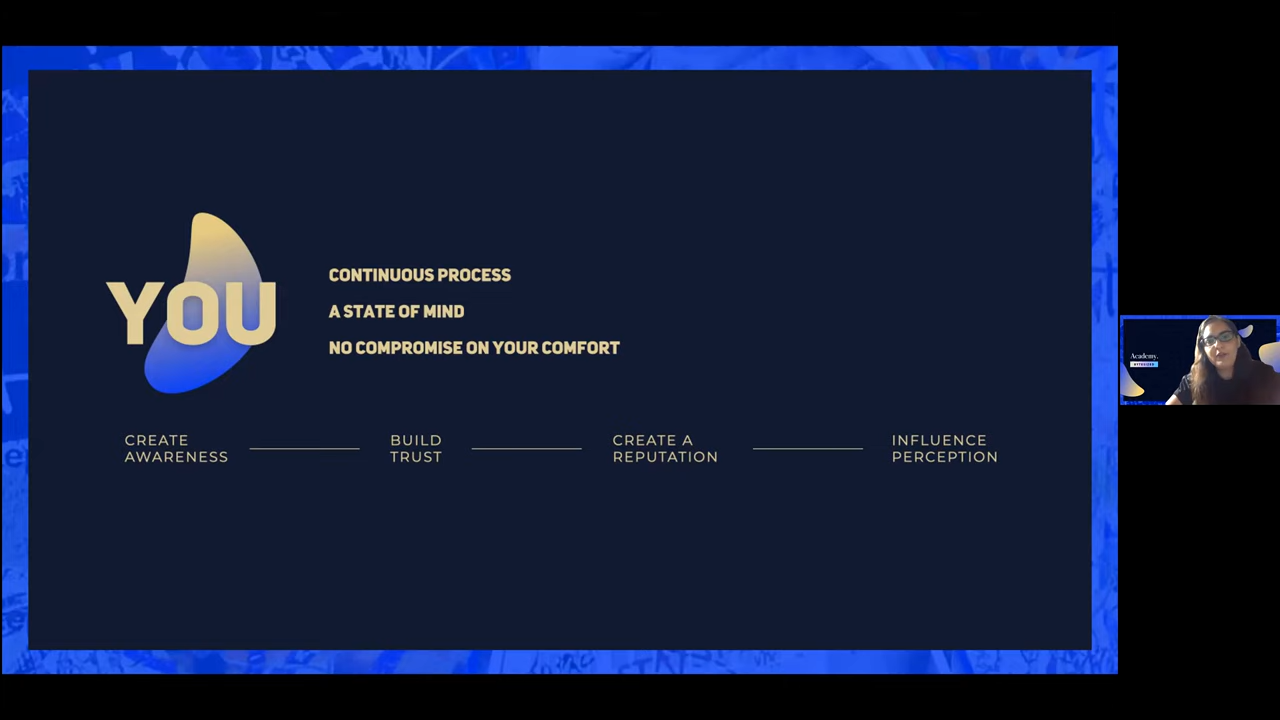 YOU
CONTINUOUS PROCESS
A STATE OF MIND
NO COMPROMISE ON YOUR COMFORT
CREATE
AWARENESS
BUILD
TRUST
CREATE A
REPUTATION
INFLUENCE
PERCEPTION
Academy.